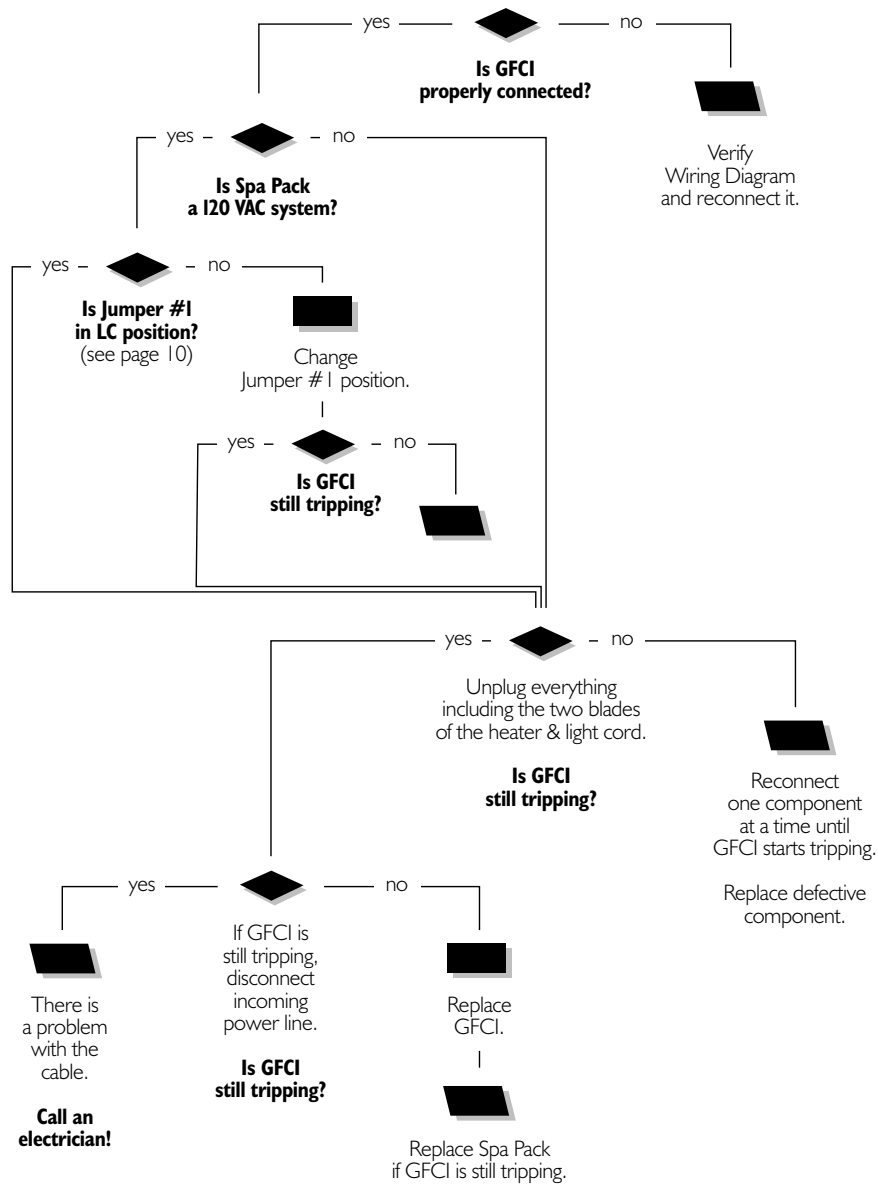 yes
no
Is GFCI
properly connected?
Verify
Wiring Diagram
and reconnect it.
yes
no
Is Spa Pack
a 120 VAC system?
yes
no
Is Jumper #1
in LC position?
(see page 10)
Change
Jumper #1 position.
yes
no
Is GFCI
still tripping?
yes
no
Unplug everything
including the two blades
of the heater & light cord.
Is GFCI
still tripping?
Reconnect
one component
at a time until
GFCI starts tripping.
Replace defective
component.
yes
no
If GFCI is
still tripping,
disconnect
incoming
power line.
Is GFCI
still tripping?
There is
a problem
with the
cable.
Call an
electrician!
Replace
GFCI.
Replace Spa Pack
if GFCI is still tripping.